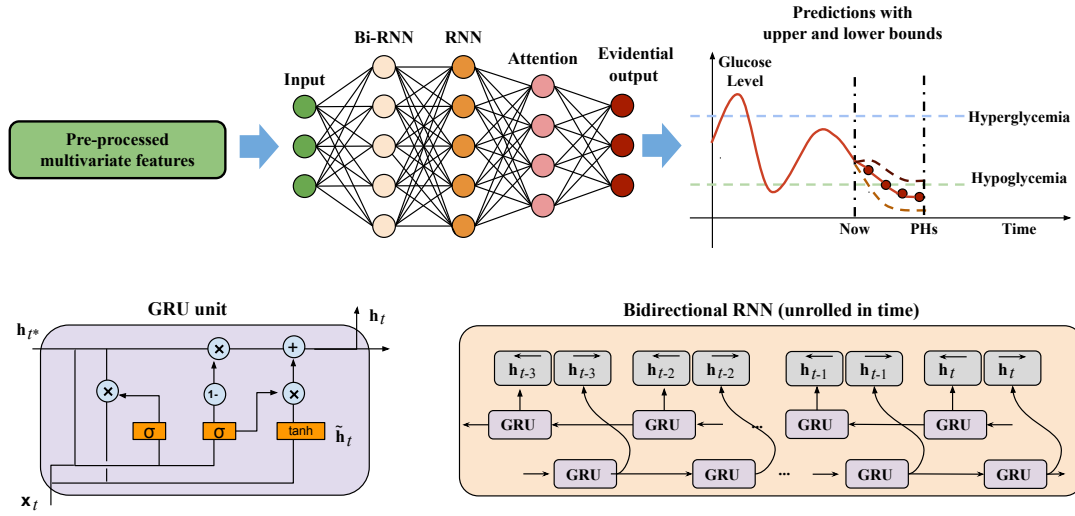 Pre-processed
multivariate features
Input
Bi-RNN
RNN
Attention
Evidential
output
Predictions with
upper and lower bounds
Glucose
Level
Hyperglycemia
Hypoglycemia
Now
PHs
Time
GRU unit
h_t*
h_t
×
+
×
1-
×
σ
σ
tanh
h̃_t
x_t
Bidirectional RNN (unrolled in time)
←h_t-3 →h_t-3 ←h_t-2 →h_t-2 ←h_t-1 →h_t-1 ←h_t →h_t
GRU GRU ... GRU GRU
GRU GRU ... GRU GRU